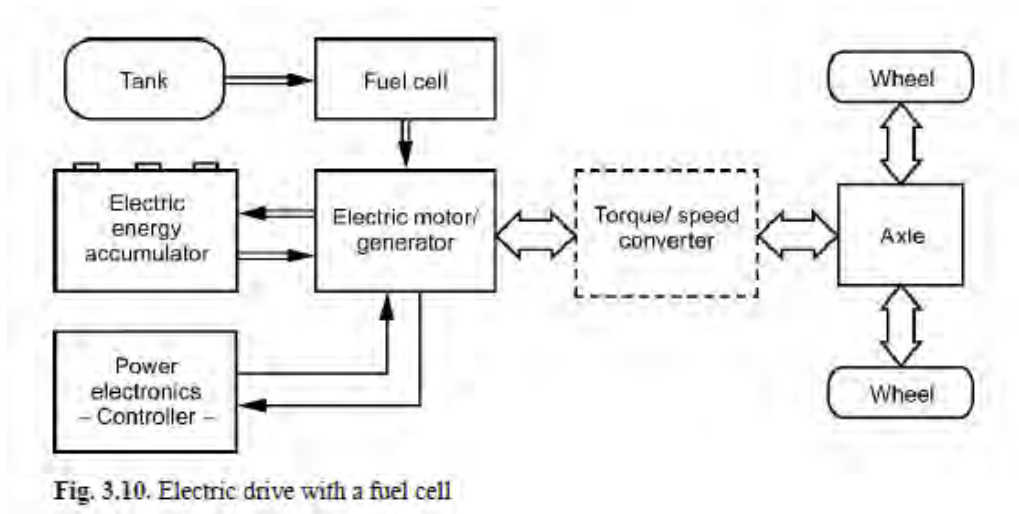 Tank
Fuel cell
Wheel
Electric
energy
accumulator
Electric motor/
generator
Torque/ speed
converter
Axle
Power
electronics
– Controller –
Wheel
Fig. 3.10. Electric drive with a fuel cell